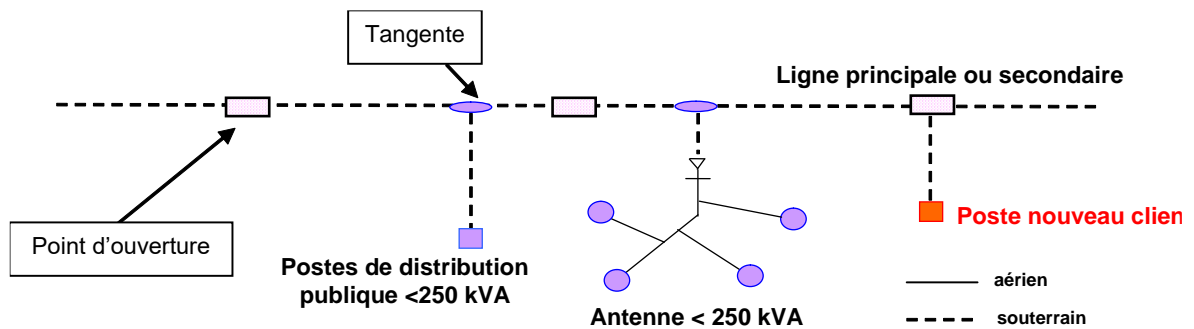 Tangente
Ligne principale ou secondaire
Point d'ouverture
Poste nouveau clien
Postes de distribution
publique <250 kVA
Antenne < 250 kVA
aérien
souterrain